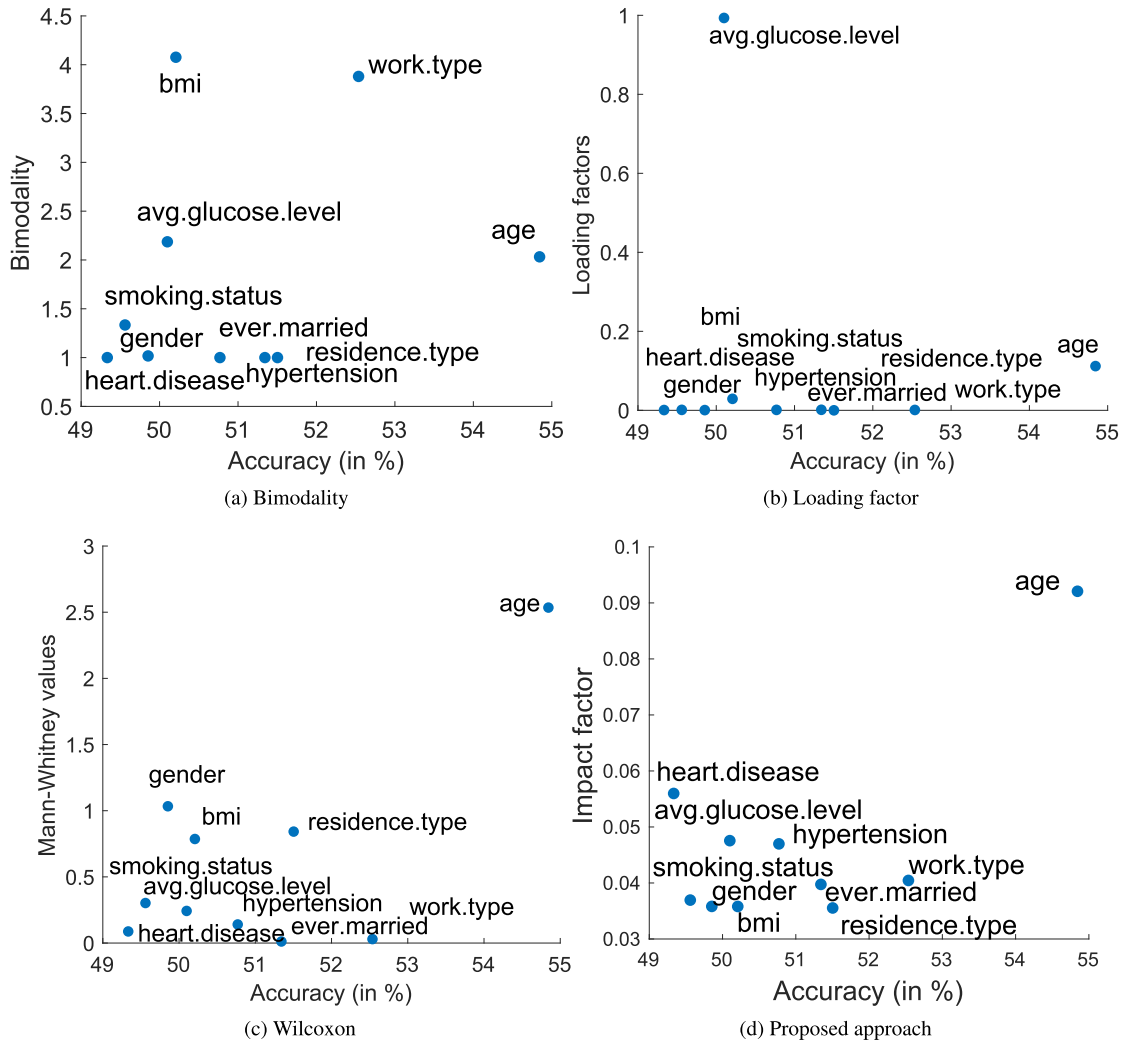 4.5
4
3.5
3
2.5
2
1.5
1
0.5
49
50
51
52
53
54
55
Bimodality
Accuracy (in %)
bmi
work.type
avg.glucose.level
age
smoking.status
gender
ever.married
residence.type
heart.disease
hypertension
(a) Bimodality
1
0.8
0.6
0.4
0.2
0
49
50
51
52
53
54
55
Loading factors
Accuracy (in %)
avg.glucose.level
bmi
smoking.status
age
heart.disease
residence.type
hypertension
gender
ever.married
work.type
(b) Loading factor
3
2.5
2
1.5
1
0.5
0
49
50
51
52
53
54
55
Mann-Whitney values
Accuracy (in %)
age
gender
bmi
residence.type
smoking.status
avg.glucose.level
hypertension
work.type
heart.disease
ever.married
(c) Wilcoxon
0.1
0.09
0.08
0.07
0.06
0.05
0.04
0.03
49
50
51
52
53
54
55
Impact factor
Accuracy (in %)
age
heart.disease
avg.glucose.level
hypertension
smoking.status
work.type
gender
ever.married
bmi
residence.type
(d) Proposed approach